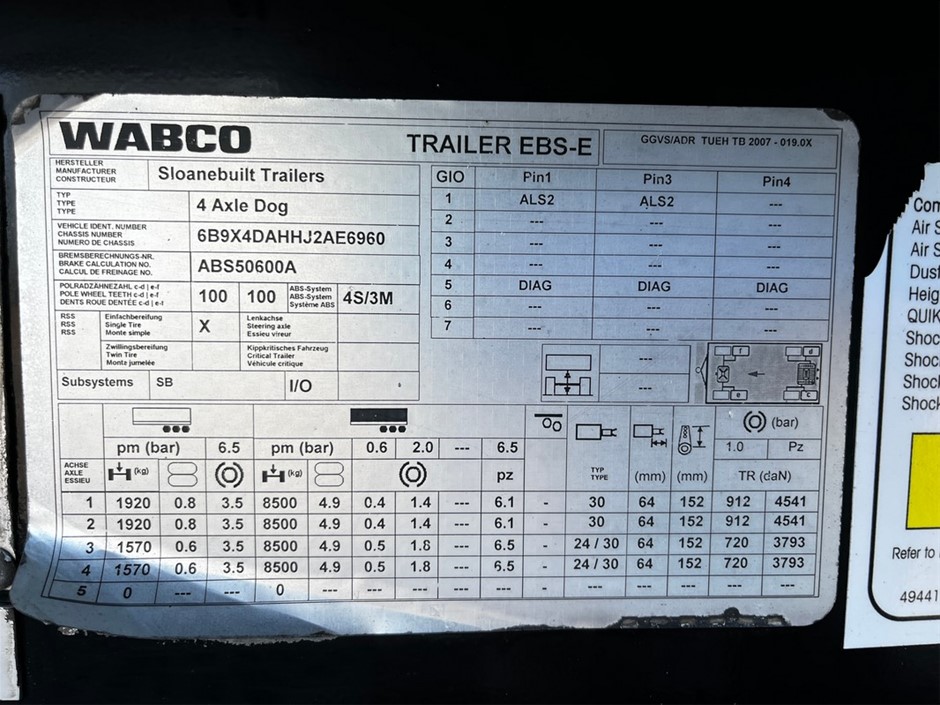 WABCO
TRAILER EBS-E
GGVS/ADR TUEH TB 2007 - 019.0X
HERSTELLER
MANUFACTURER
CONSTRUCTEUR
Sloanebuilt Trailers
TYP
TYPE
TYPE
4 Axle Dog
VEHICLE IDENT. NUMBER
CHASSIS NUMBER
NUMERO DE CHASSIS
6B9X4DAHHJ2AE6960
BREMSBERECHNUNGS-NR.
BRAKE CALCULATION NO.
CALCUL DE FREINAGE NO.
ABS50600A
POLRADZÄHNEZAHL c-d | e-f
POLE WHEEL TEETH c-d | e-f
DENTS ROUE DENTÉE c-d | e-f
100 100
ABS-System
ABS-System
Système ABS
4S/3M
RSS
RSS
RSS
Einfachbereifung
Single Tire
Monte simple
X
Lenkachse
Steering axle
Essieu vireur
Zwillingsbereifung
Twin Tire
Monte jumelée
Kippkritisches Fahrzeug
Critical Trailer
Véhicule critique
Subsystems SB I/O
GIO Pin1 Pin3 Pin4
1 ALS2 ALS2 ---
2 --- --- ---
3 --- --- ---
4 --- --- ---
5 DIAG DIAG DIAG
6 --- --- ---
7 --- --- ---
---
---
f d
e c
pm (bar) 6.5 pm (bar) 0.6 2.0 --- 6.5
(bar)
1.0 Pz
ACHSE
AXLE
ESSIEU
(kg) (kg) pz
TYP
TYPE
(mm) (mm) TR (daN)
1 1920 0.8 3.5 8500 4.9 0.4 1.4 --- 6.1 - 30 64 152 912 4541
2 1920 0.8 3.5 8500 4.9 0.4 1.4 --- 6.1 - 30 64 152 912 4541
3 1570 0.6 3.5 8500 4.9 0.5 1.8 --- 6.5 - 24 / 30 64 152 720 3793
4 1570 0.6 3.5 8500 4.9 0.5 1.8 --- 6.5 - 24 / 30 64 152 720 3793
5 0 --- --- 0 --- --- --- --- --- - --- --- --- --- ---
Com
Air S
Air S
Dust
Heig
QUIK
Shoc
Shoc
Shock
Shock
Refer to
49441